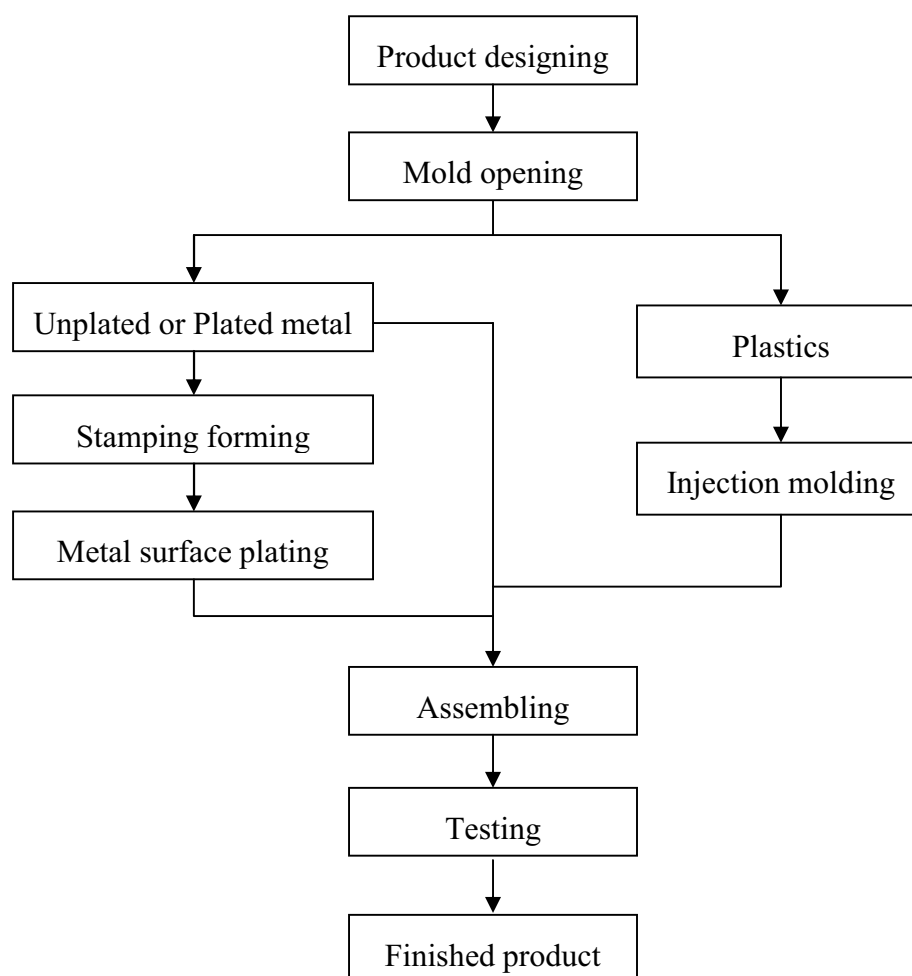 Product designing
Mold opening
Unplated or Plated metal
Plastics
Stamping forming
Injection molding
Metal surface plating
Assembling
Testing
Finished product